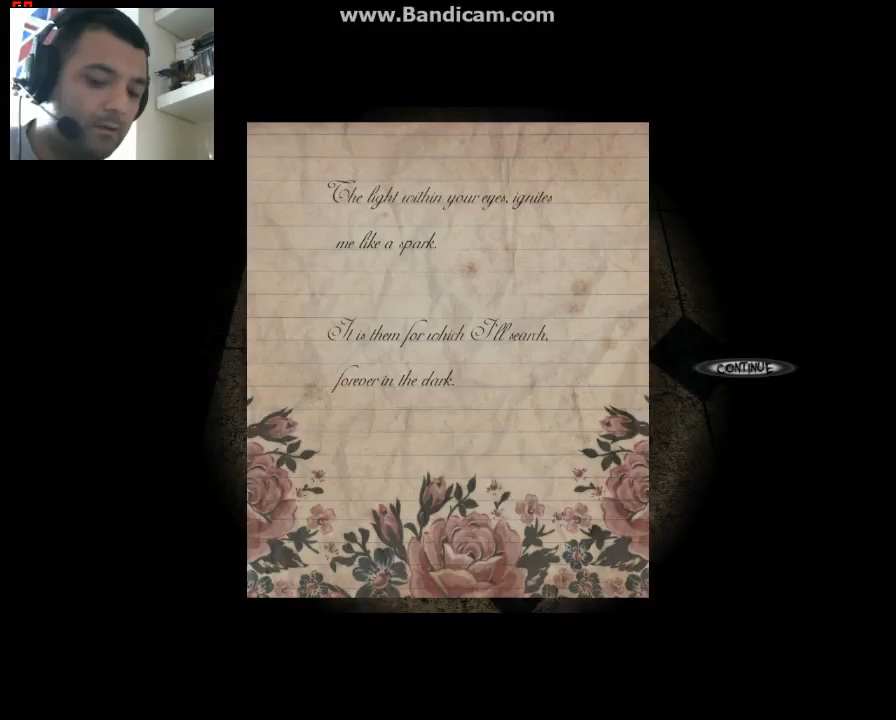 www.Bandicam.com
The light within your eyes, ignites
me like a spark.
It is them for which I'll search,
forever in the dark.
CONTINUE